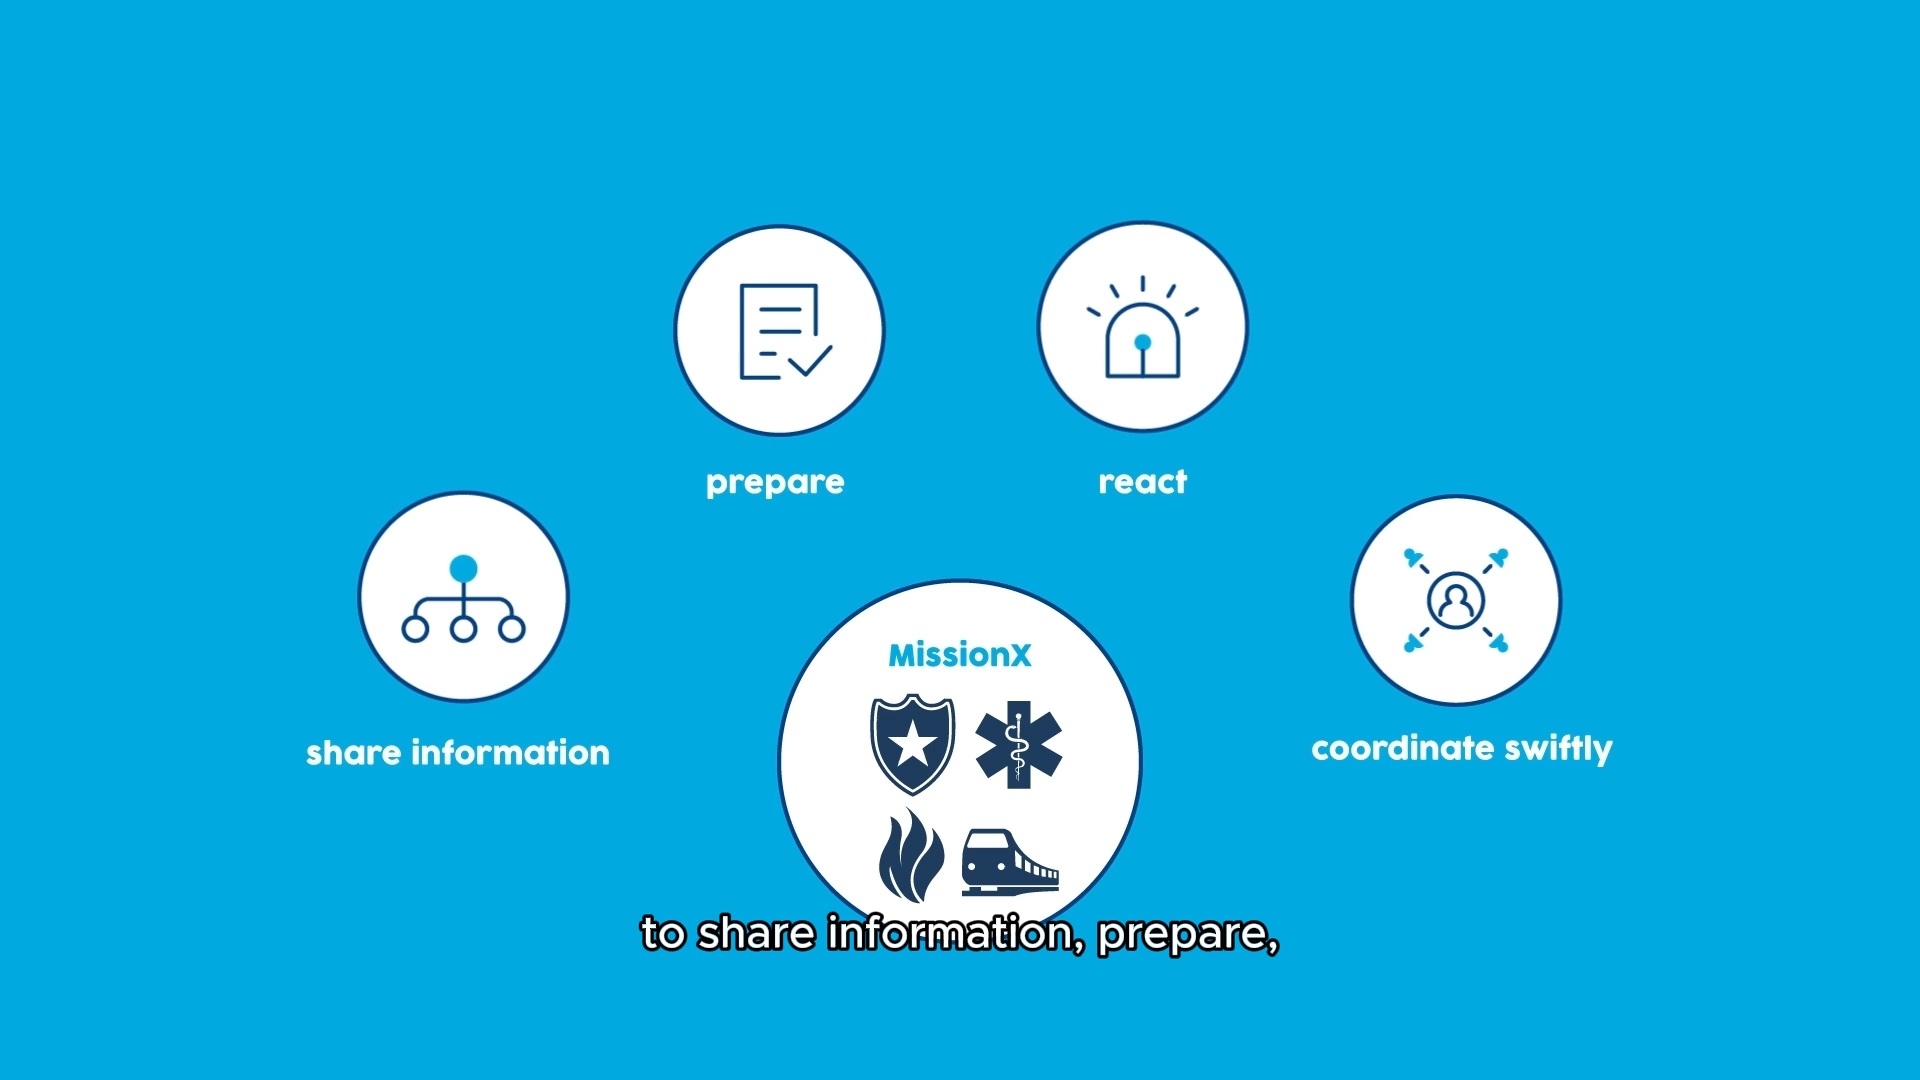 prepare
react
share information
coordinate swiftly
MissionX
to share information, prepare,